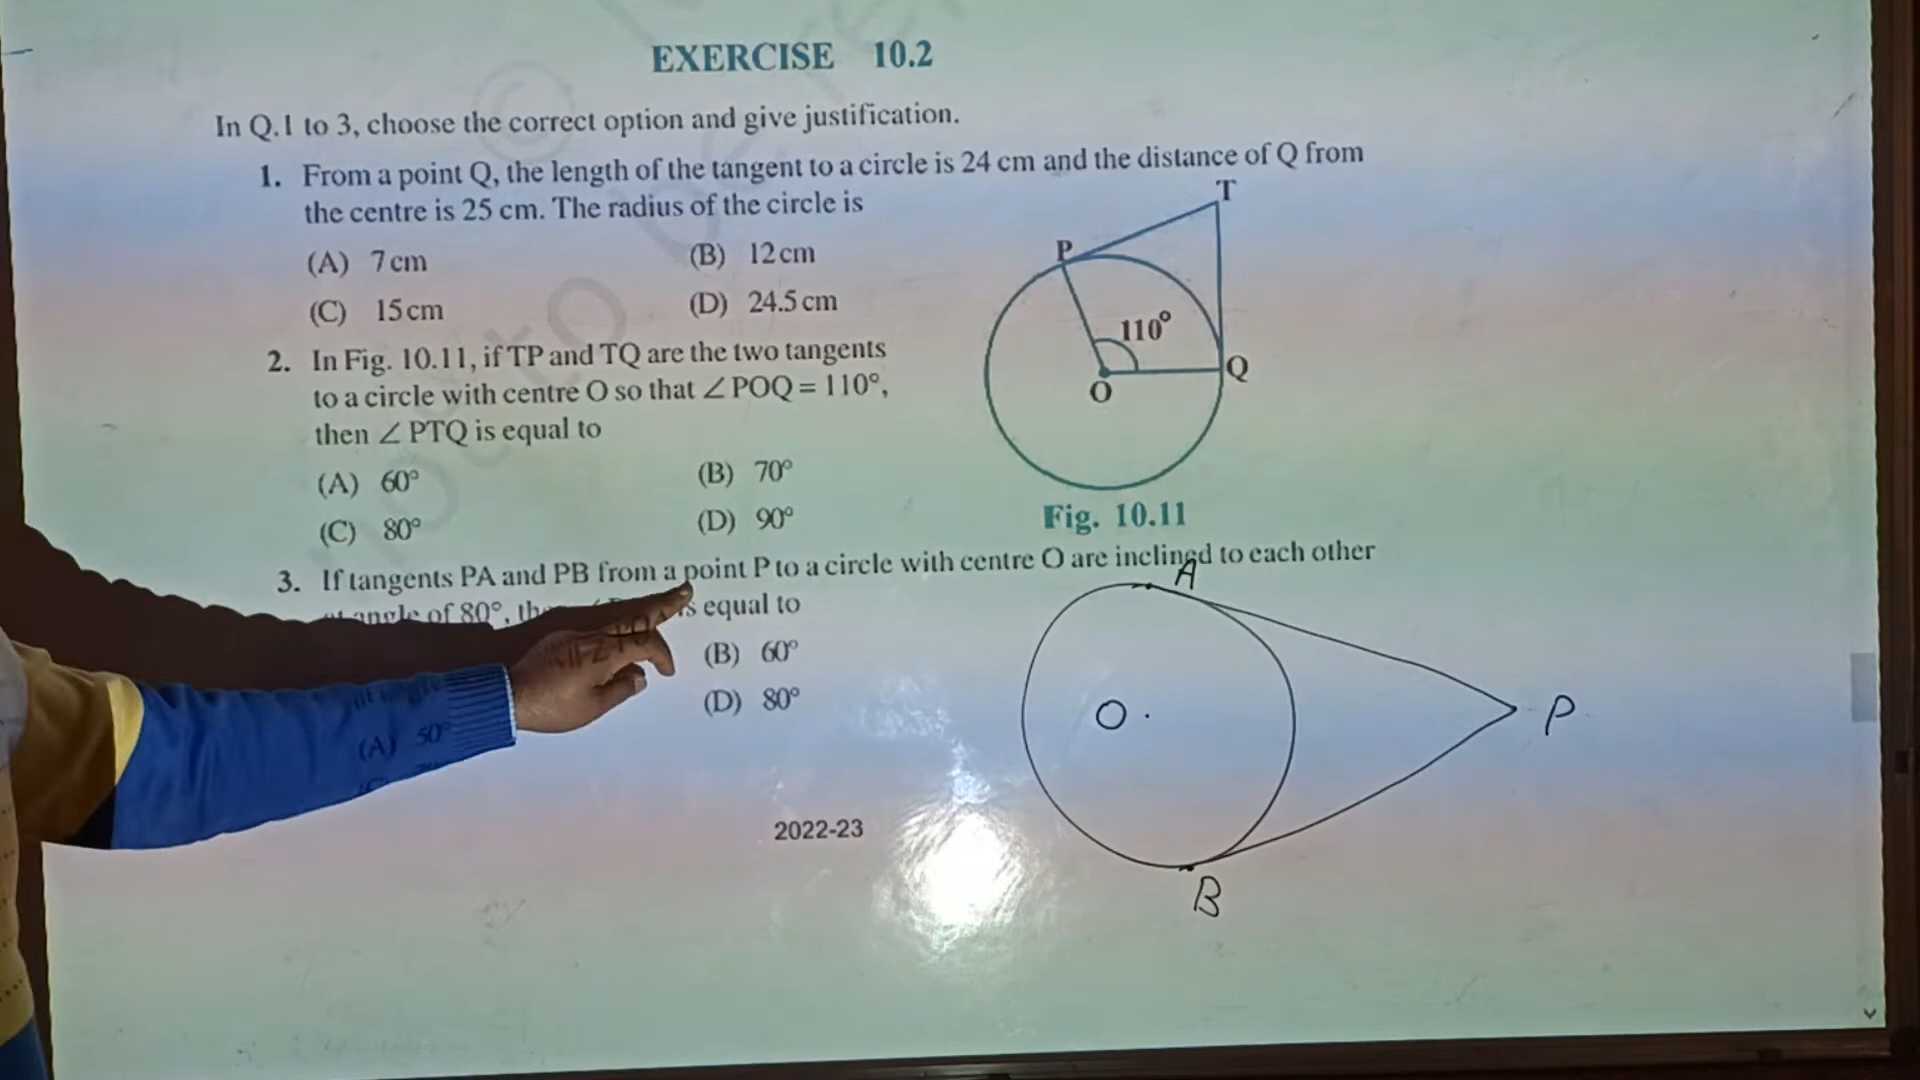 EXERCISE 10.2
In Q.1 to 3, choose the correct option and give justification.
1. From a point Q, the length of the tangent to a circle is 24 cm and the distance of Q from
the centre is 25 cm. The radius of the circle is
(A) 7 cm (B) 12 cm
(C) 15 cm (D) 24.5 cm
2. In Fig. 10.11, if TP and TQ are the two tangents
to a circle with centre O so that ∠ POQ = 110°,
then ∠ PTQ is equal to
(A) 60° (B) 70°
(C) 80° (D) 90°
T
P
110°
O
Q
Fig. 10.11
3. If tangents PA and PB from a point P to a circle with centre O are inclined to each other
angle of 80°, equal to
(A) 50° (B) 60°
(D) 80°
A
O
P
B
2022-23